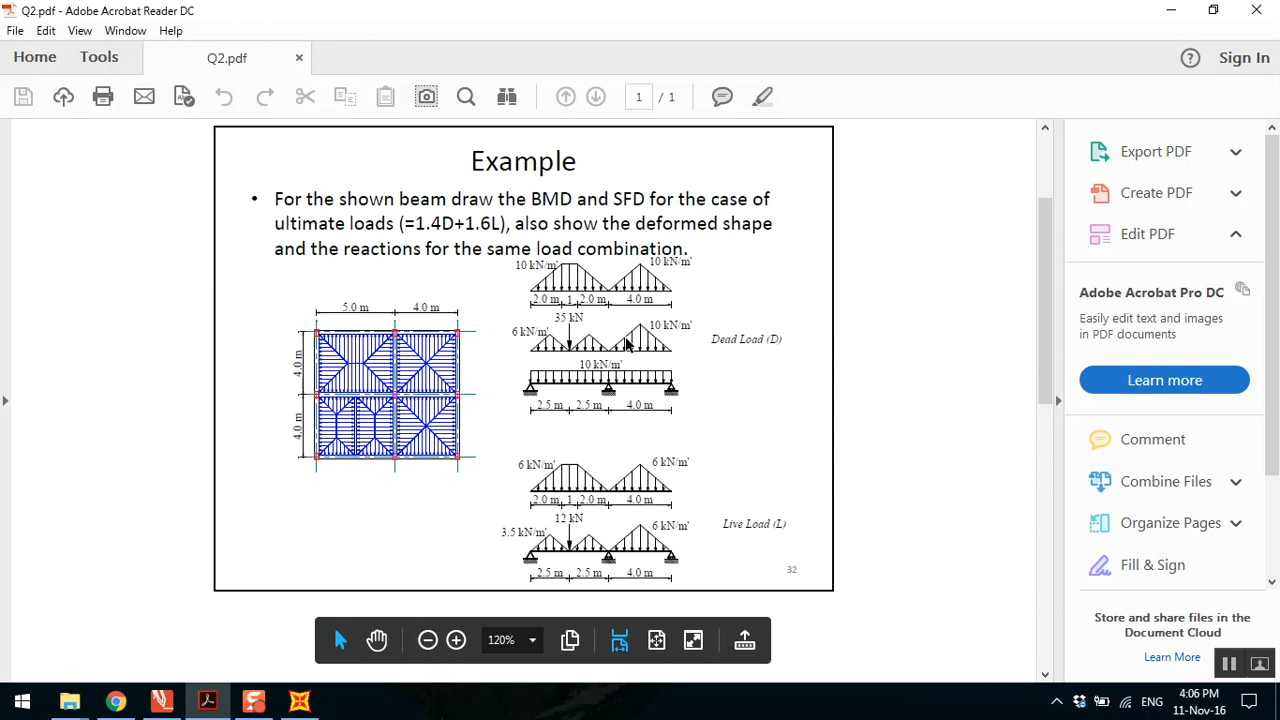 Q2.pdf - Adobe Acrobat Reader DC
File Edit View Window Help
Home Tools Q2.pdf × ? Sign In
1 / 1
Example
• For the shown beam draw the BMD and SFD for the case of
ultimate loads (=1.4D+1.6L), also show the deformed shape
and the reactions for the same load combination.
10 kN/m' 10 kN/m'
2.0 m 1 2.0 m 4.0 m
5.0 m 4.0 m
35 kN
6 kN/m' 10 kN/m'
Dead Load (D)
10 kN/m'
4.0 m
2.5 m 2.5 m 4.0 m
4.0 m
6 kN/m' 6 kN/m'
2.0 m 1 2.0 m 4.0 m
12 kN
3.5 kN/m' 6 kN/m'
Live Load (L)
2.5 m 2.5 m 4.0 m
32
120%
Export PDF
Create PDF
Edit PDF
Adobe Acrobat Pro DC
Easily edit text and
images in PDF documents
Learn more
Comment
Combine Files
Organize Pages
Fill & Sign
Store and share files in the
Document Cloud
Learn More
ENG
4:06 PM
11-Nov-16